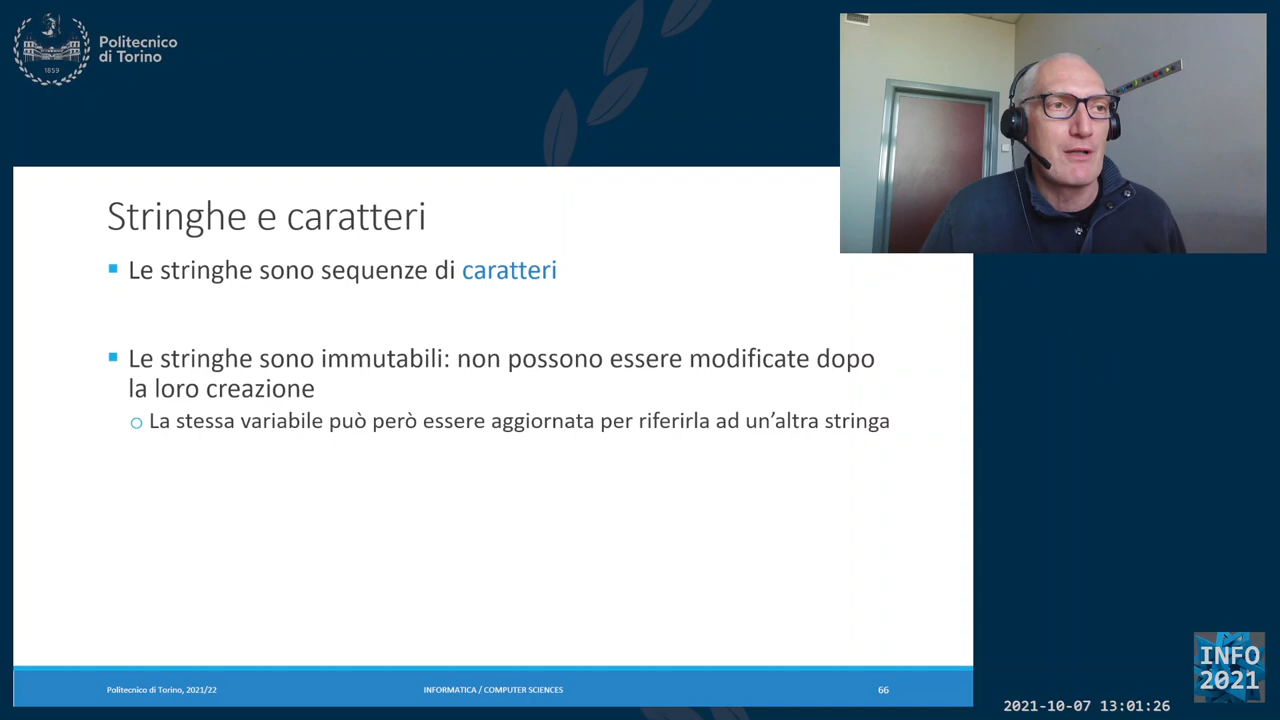 Politecnico
di Torino
1859
Stringhe e caratteri
Le stringhe sono sequenze di caratteri
Le stringhe sono immutabili: non possono essere modificate dopo
la loro creazione
La stessa variabile può però essere aggiornata per riferirla ad un’altra stringa
Politecnico di Torino, 2021/22
INFORMATICA / COMPUTER SCIENCES
66
INFO
2021
2021-10-07 13:01:26